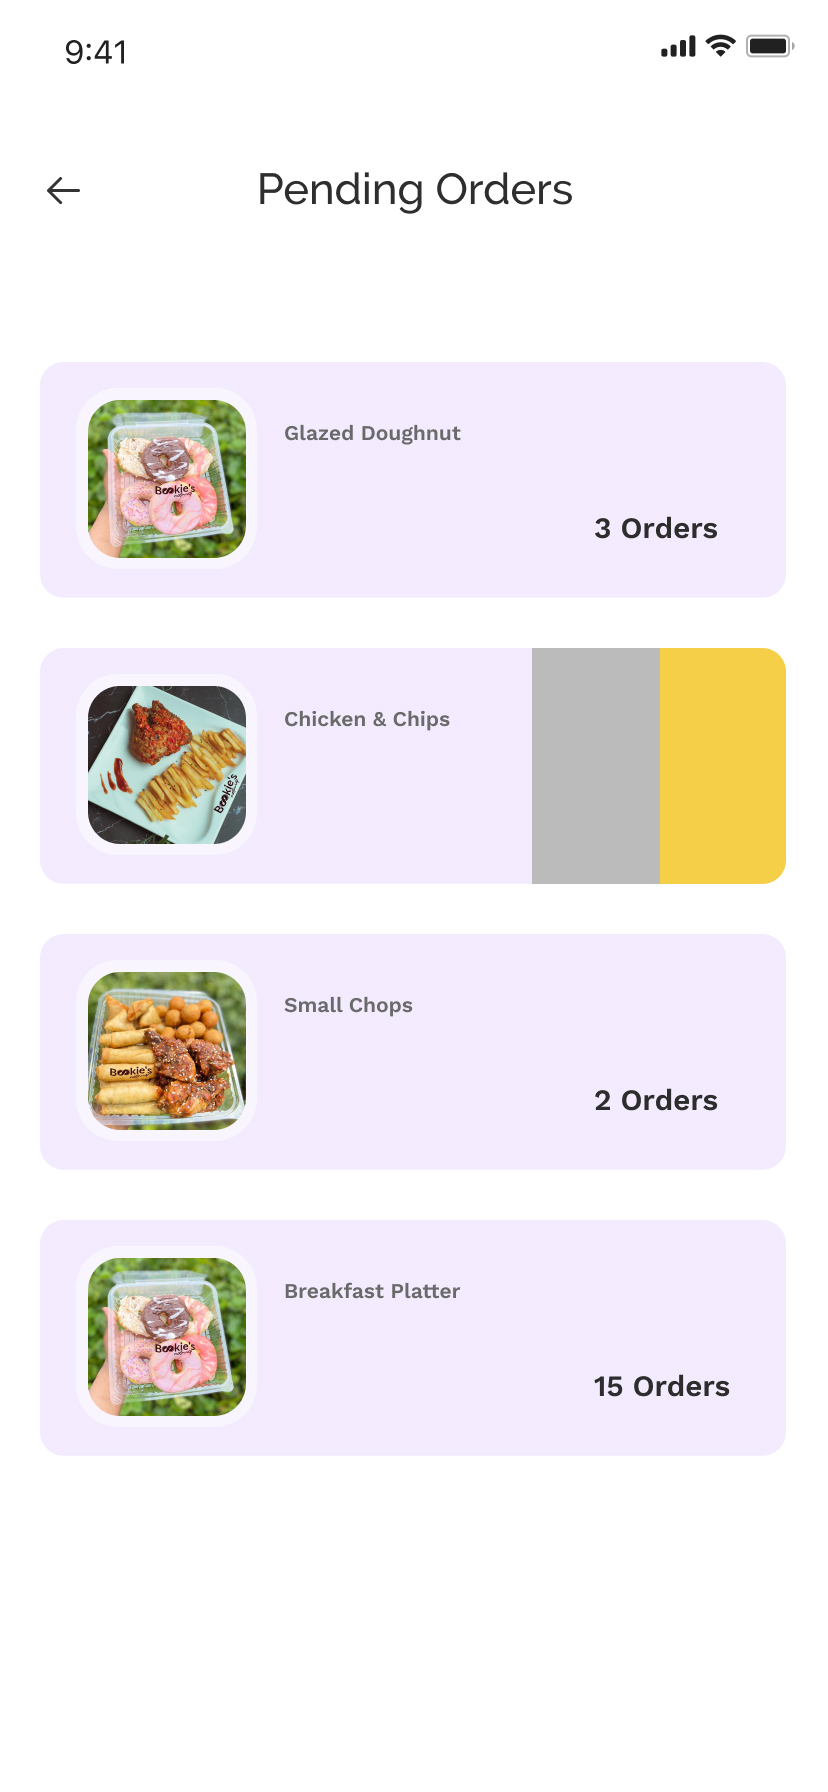 9:41
Pending Orders
Glazed Doughnut
Bookie's
3 Orders
Chicken & Chips
Bookie's
Small Chops
Bookie's
2 Orders
Breakfast Platter
Bookie's
15 Orders